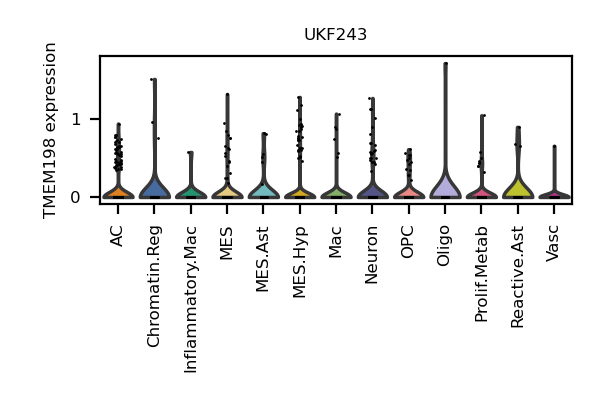 UKF243
TMEM198 expression
1
0
AC
Chromatin.Reg
Inflammatory.Mac
MES
MES.Ast
MES.Hyp
Mac
Neuron
OPC
Oligo
Prolif.Metab
Reactive.Ast
Vasc